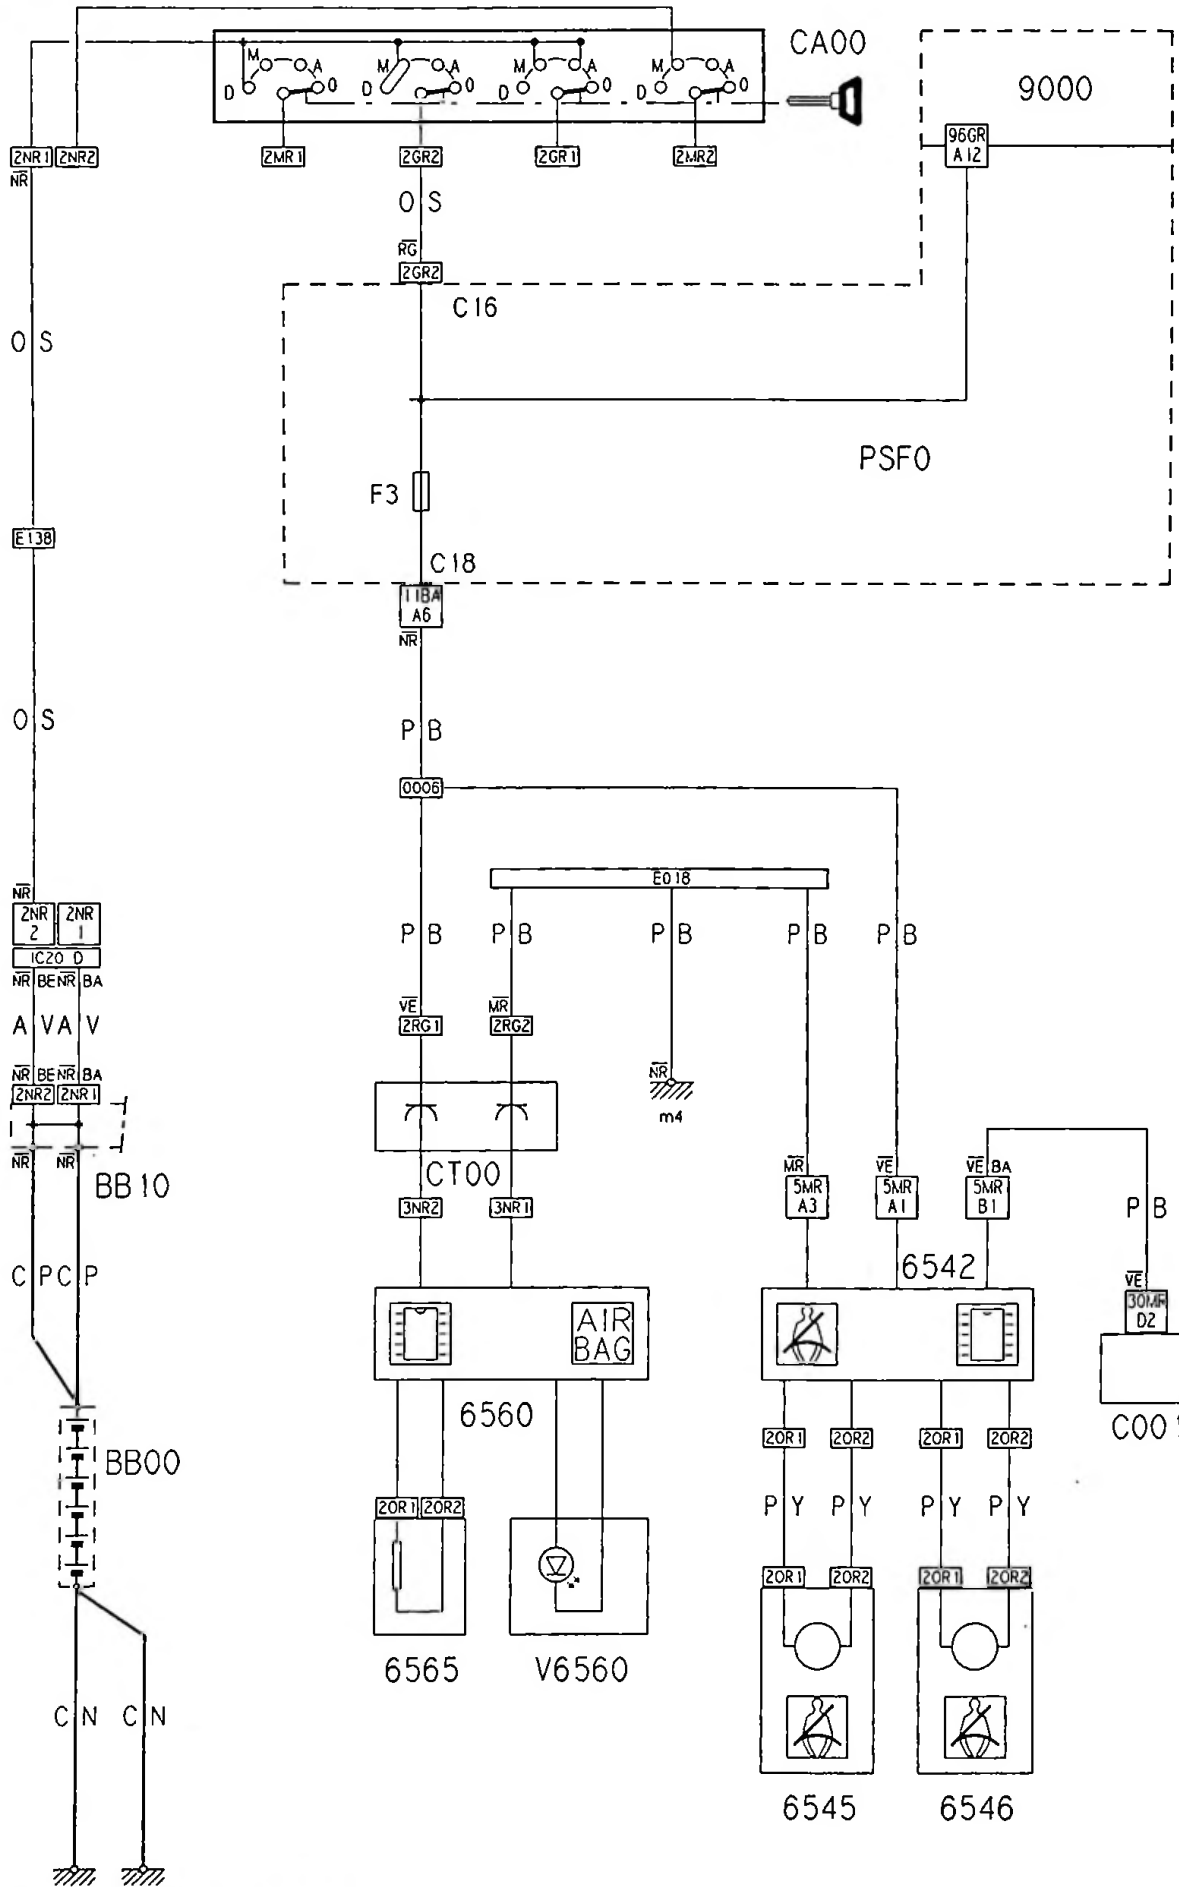 CA00
M A M A M A M A
D 0 D 0 D 0 D 0
9000
96GR
A12
2NR1 2NR2 2MR1 2GR2 2GR1 2MR2
NR
O S
RG
2GR2
C16
O S
PSF0
F3
E138
C18
11BA
A6
NR
O S
P B
0006
E018
NR
2NR
2
2NR
1
1C20 D
NR BE NR BA
P B P B P B P B P B
A V A V
VE MR
2RG1 2RG2
NR BE NR BA
2NR2 2NR1
NR
m4
NR NR
BB10
CT00
MR VE VE BA
5MR
A3
5MR
A1
5MR
B1
3NR2 3NR1
P B
6542
C P C P
VE
30MR
D2
AIR
BAG
6560
C00
2OR1 2OR2 2OR1 2OR2
BB00
2OR1 2OR2
P Y P Y P Y P Y
2OR1 2OR2 2OR1 2OR2
6565 V6560
C N C N
6545 6546